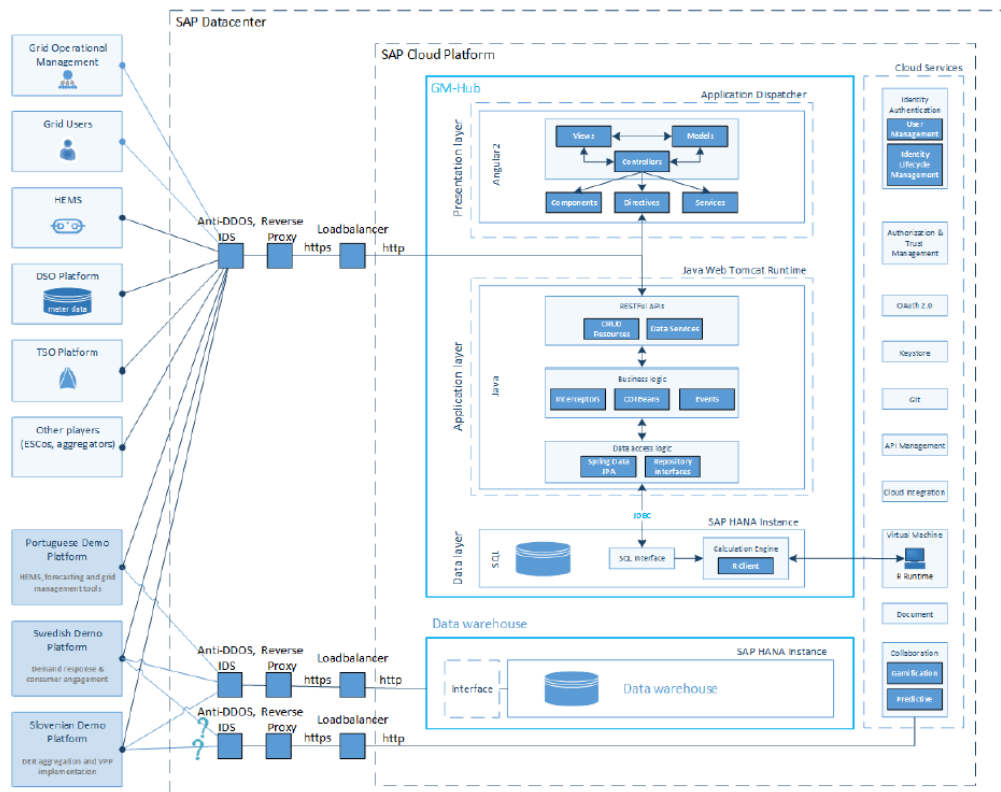 SAP Datacenter
SAP Cloud Platform
Grid Operational
Management
Grid Users
HEMS
DSO Platform
meter data
TSO Platform
Other players
(ESCos, aggregators)
Portuguese Demo
Platform
HEMS, forecasting and grid
management tools
Swedish Demo
Platform
Demand response &
consumer engagement
Slovenian Demo
Platform
DER aggregation and VPP
implementation
Anti-DDOS, Reverse
IDS Proxy
https
Loadbalancer
http
Anti-DDOS, Reverse
IDS Proxy
https
Loadbalancer
http
Anti-DDOS, Reverse
IDS Proxy
https
Loadbalancer
http
?
?
GM-Hub
Application Dispatcher
Presentation layer
Angular2
Views
Models
Controllers
Components
Directives
Services
Java Web Tomcat Runtime
Application layer
Java
RESTful APIs
CRUD
Resources
Data Services
Business logic
Interceptors
CDI Beans
Events
Data access logic
Spring Data
JPA
Repository
Interfaces
JDBC
SAP HANA Instance
Data layer
SQL
SQL Interface
Calculation Engine
R Client
Data warehouse
SAP HANA Instance
Interface
Data warehouse
Cloud Services
Identity
Authentication
User
Management
Identity
Lifecycle
Management
Authorization &
Trust
Management
OAuth 2.0
Keystore
Git
API Management
Cloud Integration
Virtual Machine
R Runtime
Document
Collaboration
Gamification
Predictive